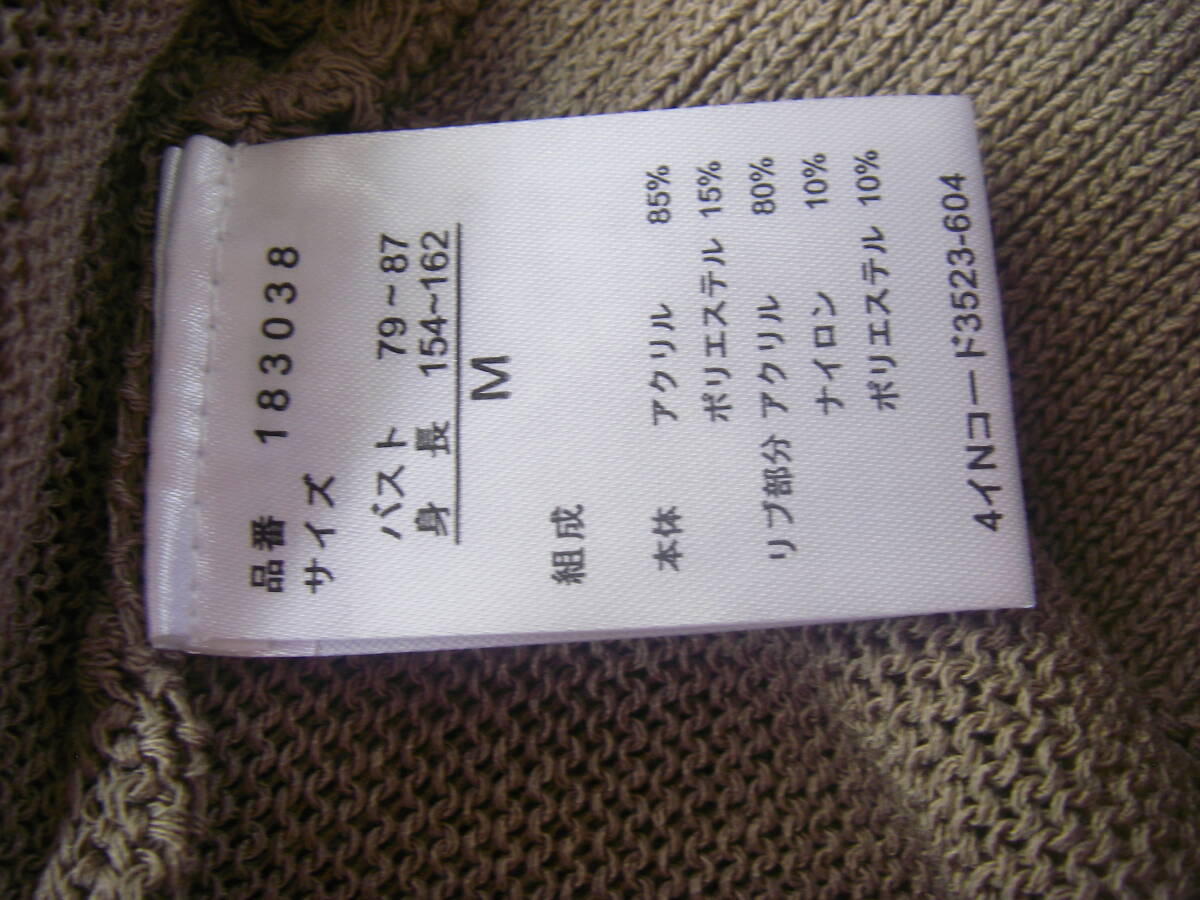 品番 183038
サイズ
バスト 79~87
身長 154~162
M
組成
本体 アクリル 85%
ポリエステル 15%
リブ部分 アクリル 80%
ナイロン 10%
ポリエステル 10%
4イNコード3523-604